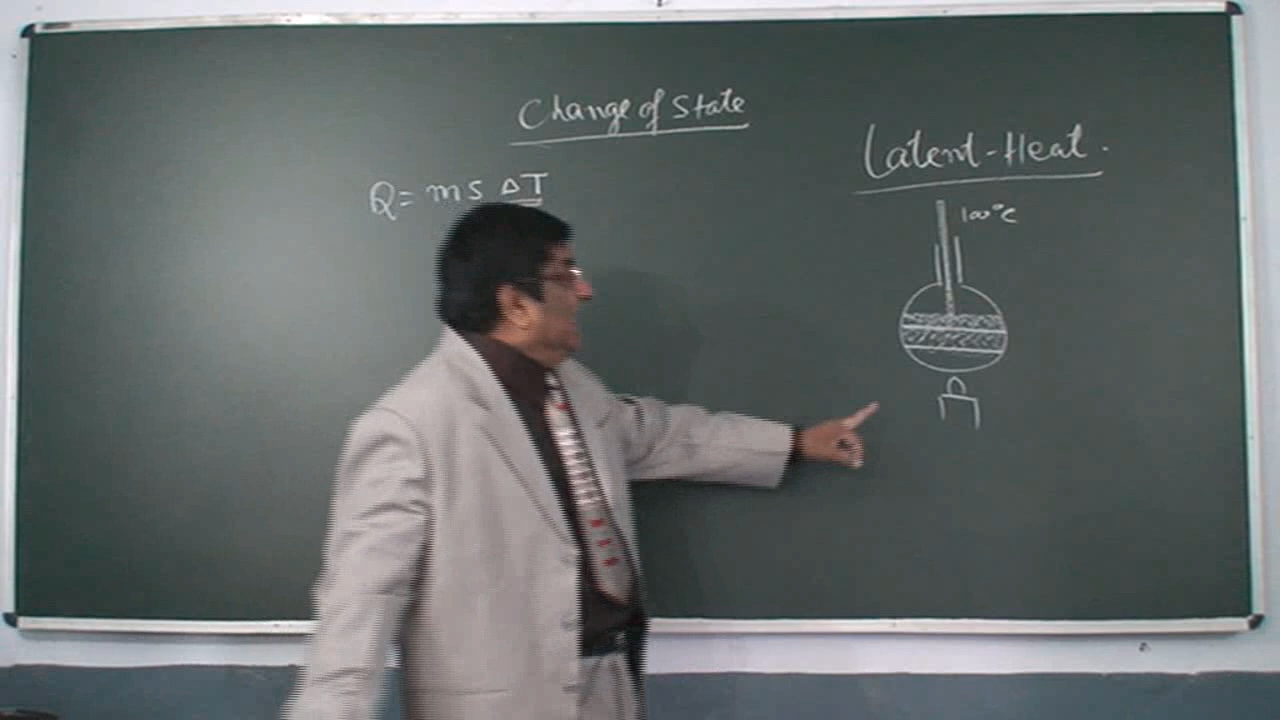 Change of State
Q = m s ΔT
Latent-Heat.
100°C